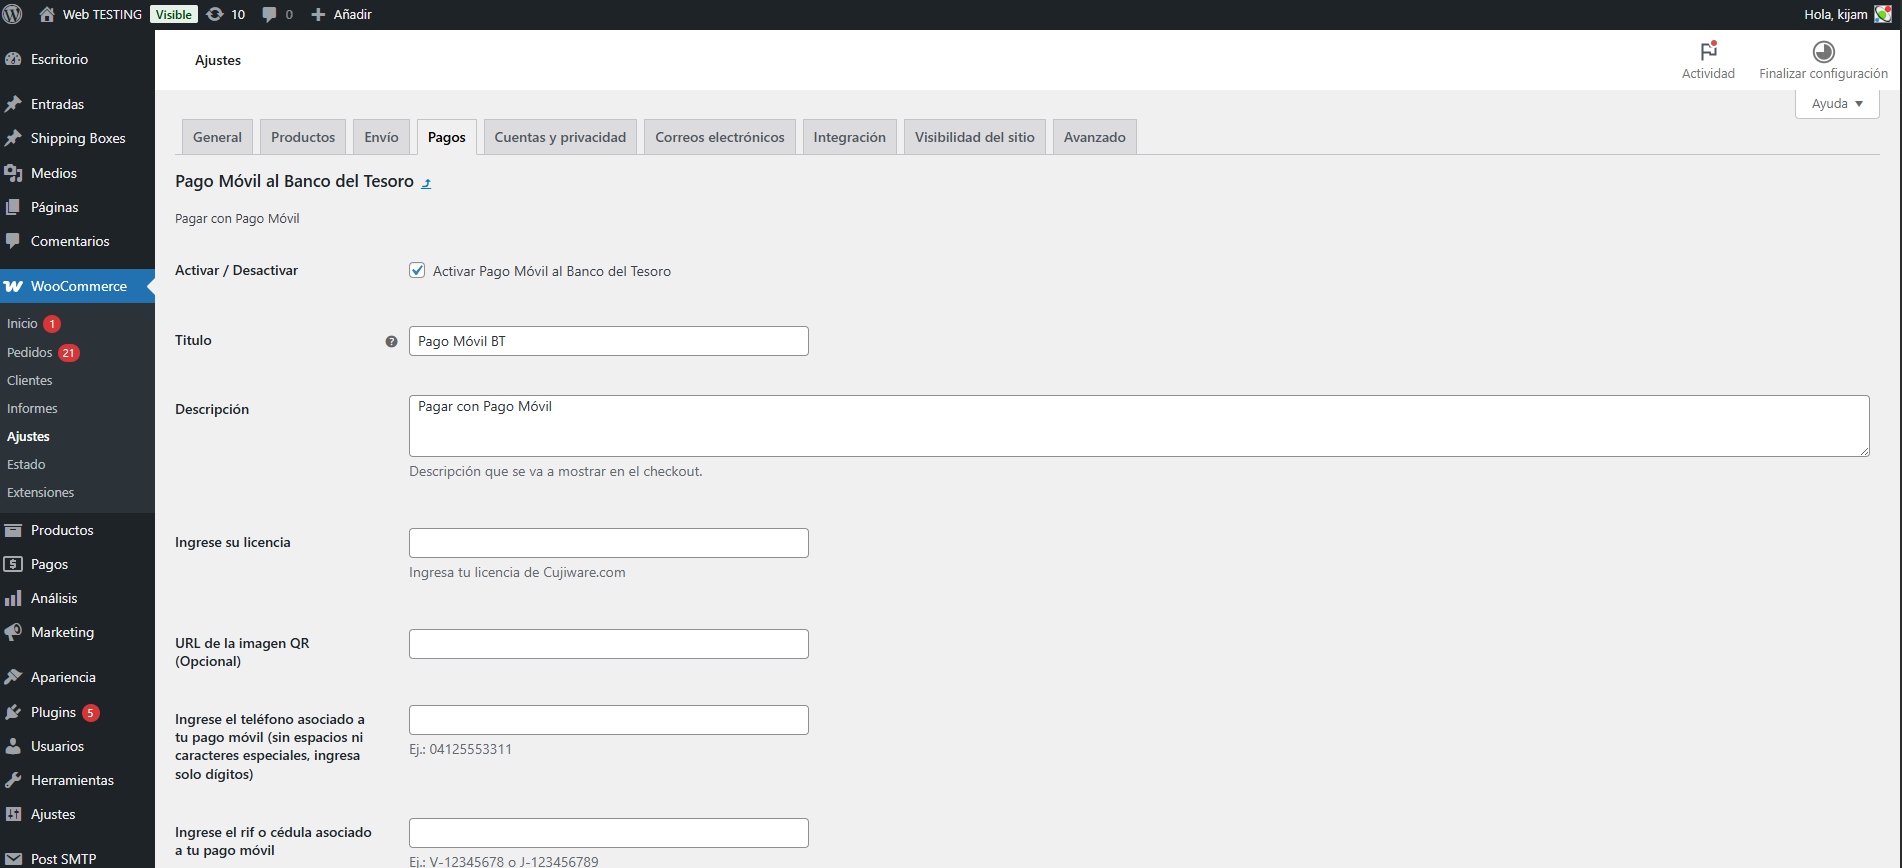 Web TESTING
Visible
10
0
Añadir
Hola, kijam
Escritorio
Entradas
Shipping Boxes
Medios
Páginas
Comentarios
WooCommerce
Inicio 1
Pedidos 21
Clientes
Informes
Ajustes
Estado
Extensiones
Productos
Pagos
Análisis
Marketing
Apariencia
Plugins 5
Usuarios
Herramientas
Ajustes
Post SMTP
Ajustes
Actividad
Finalizar configuración
Ayuda
General
Productos
Envío
Pagos
Cuentas y privacidad
Correos electrónicos
Integración
Visibilidad del sitio
Avanzado
Pago Móvil al Banco del Tesoro
Pagar con Pago Móvil
Activar / Desactivar
Activar Pago Móvil al Banco del Tesoro
Titulo
?
Pago Móvil BT
Descripción
Pagar con Pago Móvil
Descripción que se va a mostrar en el checkout.
Ingrese su licencia
Ingresa tu licencia de Cujiware.com
URL de la imagen QR
(Opcional)
Ingrese el teléfono asociado a
tu pago móvil (sin espacios ni
caracteres especiales, ingresa
solo dígitos)
Ej.: 04125553311
Ingrese el rif o cédula asociado
a tu pago móvil
Ej.: V-12345678 o J-123456789